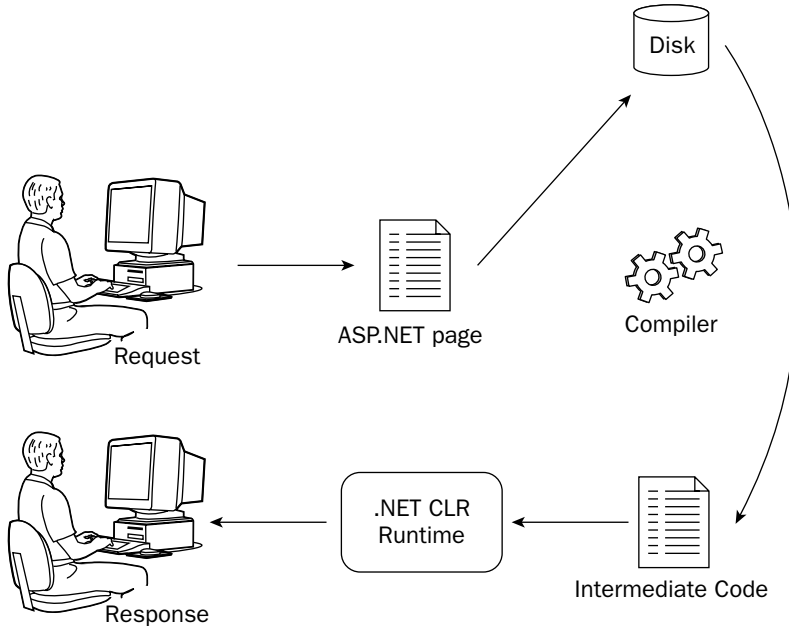 Disk
Compiler
ASP.NET page
Request
.NET CLR
Runtime
Intermediate Code
Response